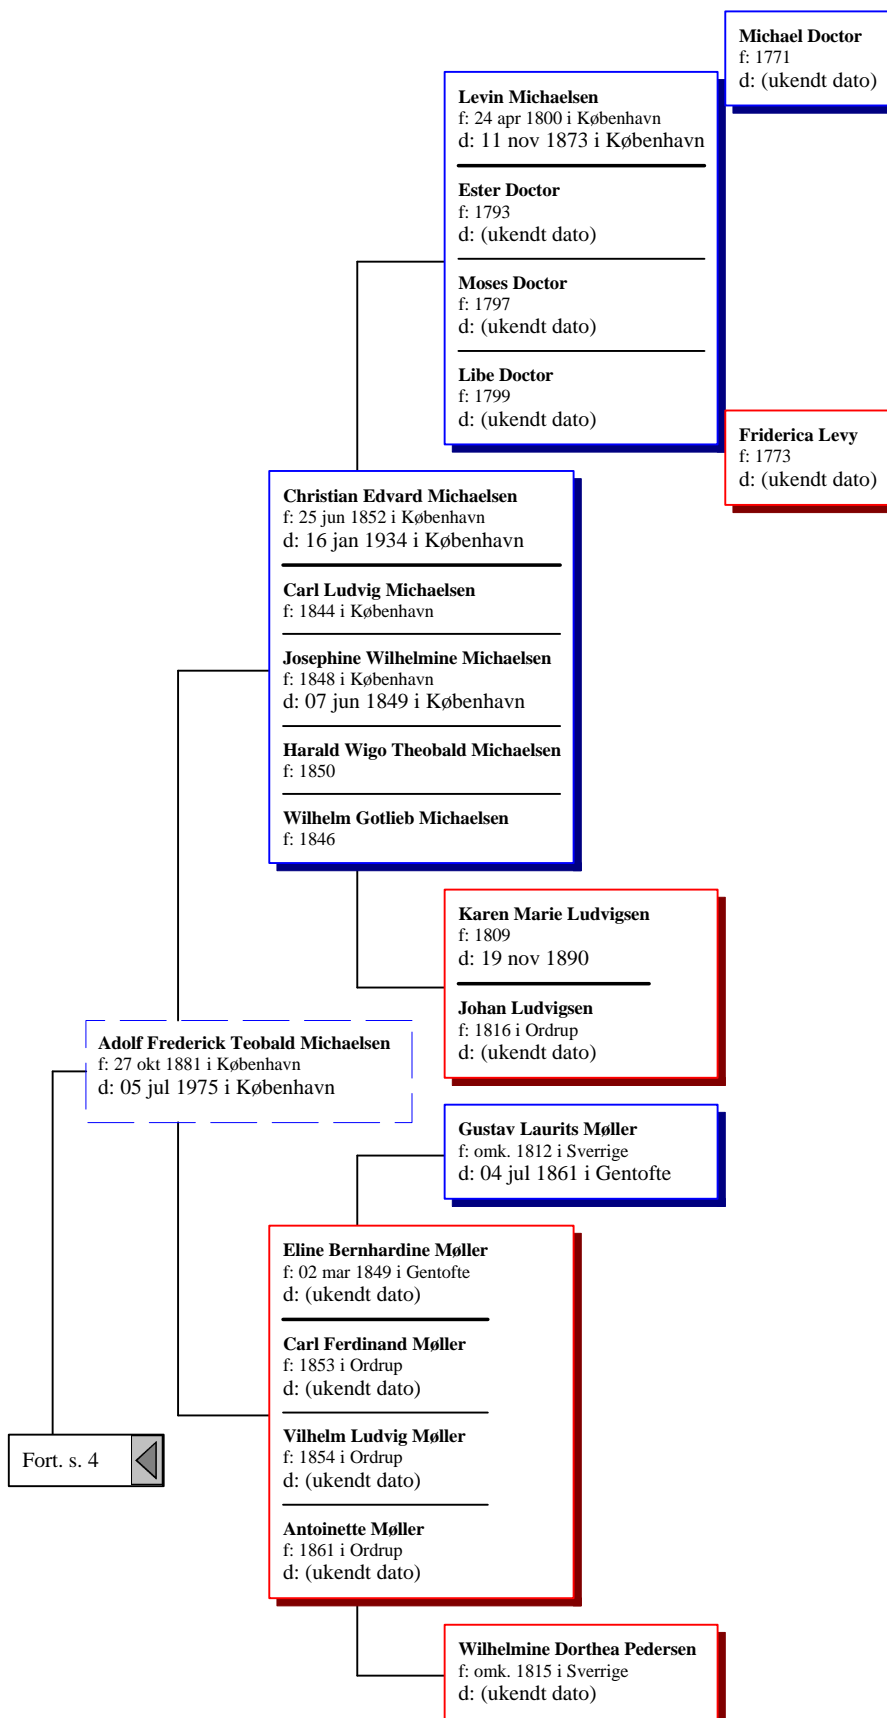 Michael Doctor
f: 1771
d: (ukendt dato)
Levin Michaelsen
f: 24 apr 1800 i København
d: 11 nov 1873 i København
Ester Doctor
f: 1793
d: (ukendt dato)
Moses Doctor
f: 1797
d: (ukendt dato)
Libe Doctor
f: 1799
d: (ukendt dato)
Friderica Levy
f: 1773
d: (ukendt dato)
Christian Edvard Michaelsen
f: 25 jun 1852 i København
d: 16 jan 1934 i København
Carl Ludvig Michaelsen
f: 1844 i København
Josephine Wilhelmine Michaelsen
f: 1848 i København
d: 07 jun 1849 i København
Harald Wigo Theobald Michaelsen
f: 1850
Wilhelm Gotlieb Michaelsen
f: 1846
Karen Marie Ludvigsen
f: 1809
d: 19 nov 1890
Johan Ludvigsen
f: 1816 i Ordrup
d: (ukendt dato)
Adolf Frederick Teobald Michaelsen
f: 27 okt 1881 i København
d: 05 jul 1975 i København
Gustav Laurits Møller
f: omk. 1812 i Sverrige
d: 04 jul 1861 i Gentofte
Eline Bernhardine Møller
f: 02 mar 1849 i Gentofte
d: (ukendt dato)
Carl Ferdinand Møller
f: 1853 i Ordrup
d: (ukendt dato)
Vilhelm Ludvig Møller
f: 1854 i Ordrup
d: (ukendt dato)
Antoinette Møller
f: 1861 i Ordrup
d: (ukendt dato)
Fort. s. 4
Wilhelmine Dorthea Pedersen
f: omk. 1815 i Sverrige
d: (ukendt dato)